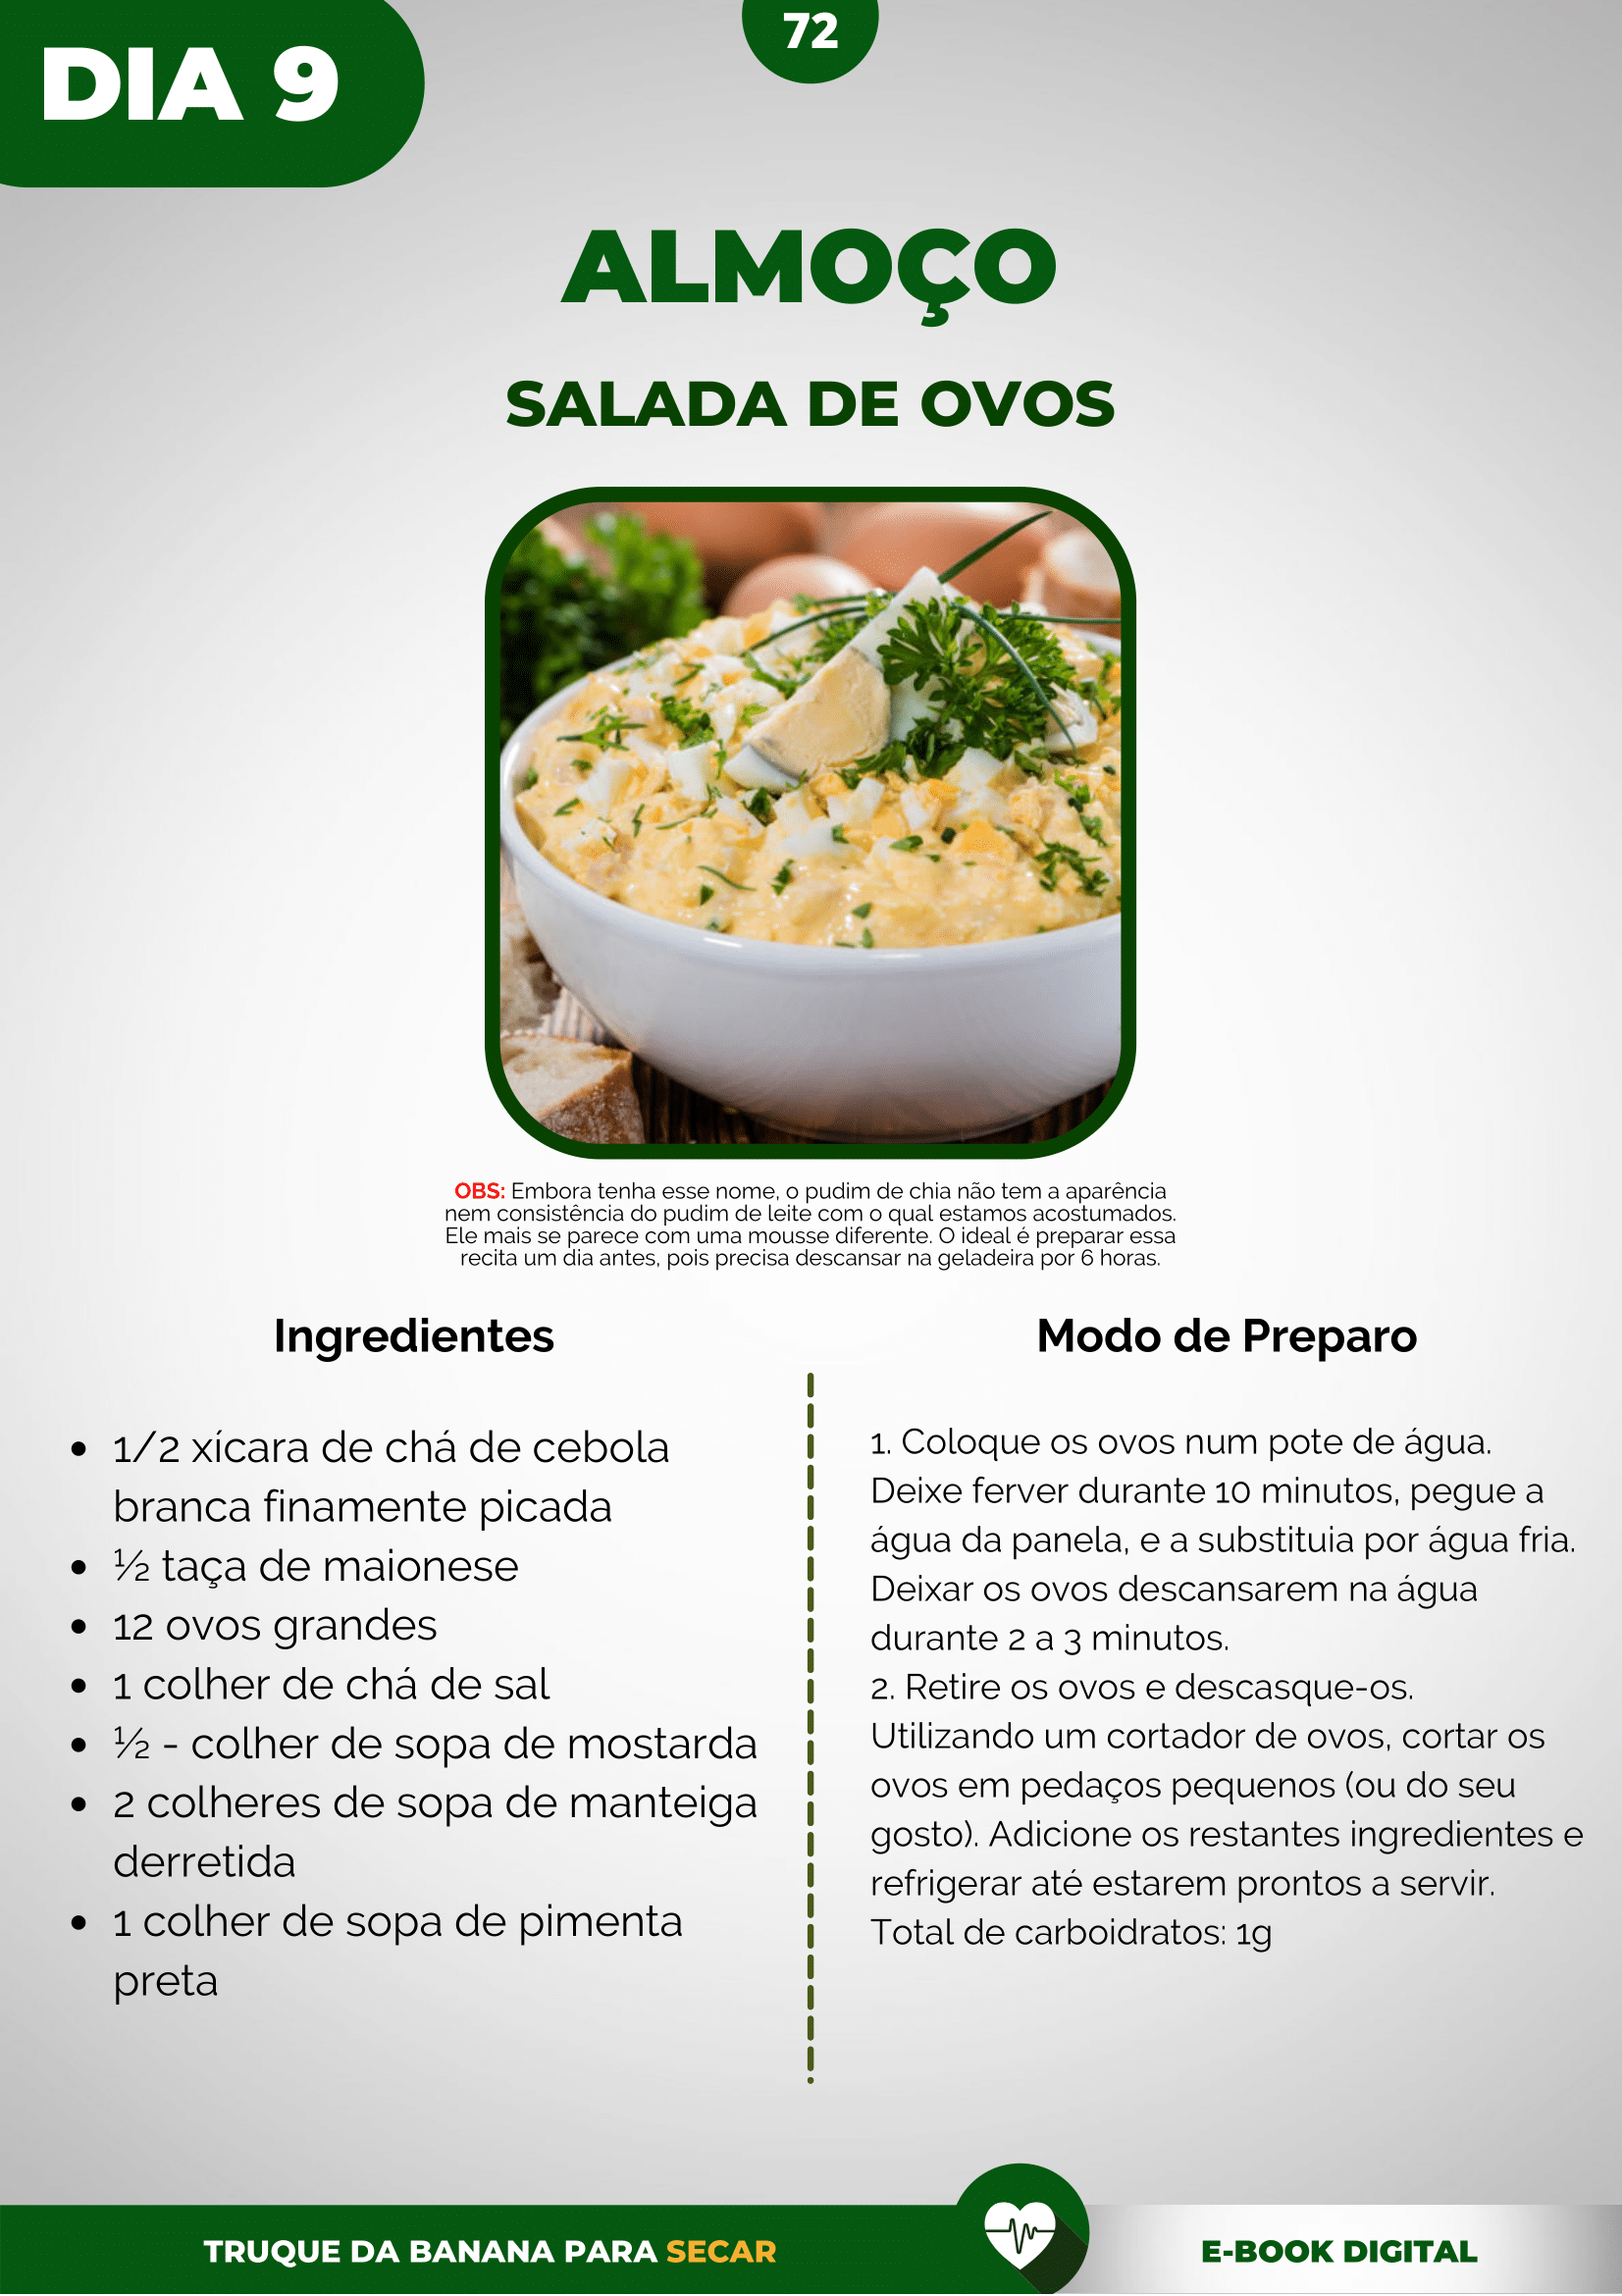 DIA 9
72
ALMOÇO
SALADA DE OVOS
OBS: Embora tenha esse nome, o pudim de chia não tem a aparência
nem consistência do pudim de leite com o qual estamos acostumados.
Ele mais se parece com uma mousse diferente. O ideal é preparar essa
recita um dia antes, pois precisa descansar na geladeira por 6 horas.
Ingredientes
• 1/2 xícara de chá de cebola
branca finamente picada
• ½ taça de maionese
• 12 ovos grandes
• 1 colher de chá de sal
• ½ - colher de sopa de mostarda
• 2 colheres de sopa de manteiga
derretida
• 1 colher de sopa de pimenta
preta
Modo de Preparo
1. Coloque os ovos num pote de água.
Deixe ferver durante 10 minutos, pegue a
água da panela, e a substituia por água fria.
Deixar os ovos descansarem na água
durante 2 a 3 minutos.
2. Retire os ovos e descasque-os.
Utilizando um cortador de ovos, cortar os
ovos em pedaços pequenos (ou do seu
gosto). Adicione os restantes ingredientes e
refrigerar até estarem prontos a servir.
Total de carboidratos: 1g
TRUQUE DA BANANA PARA SECAR
E-BOOK DIGITAL